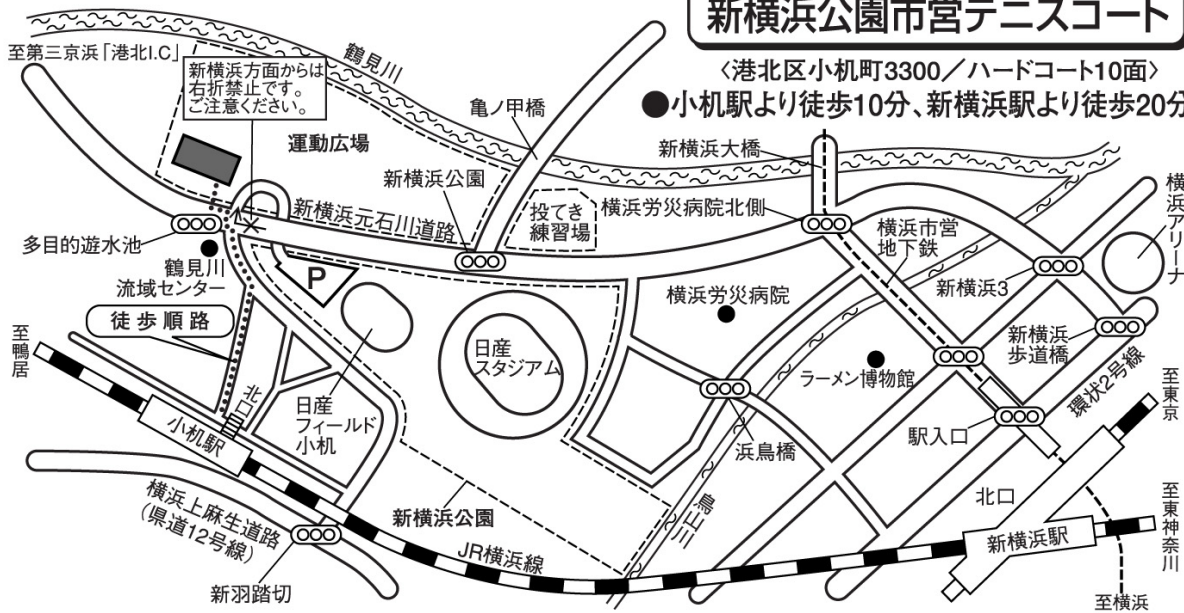 新横浜公園市営テニスコート
〈港北区小机町3300／ハードコート10面〉
●小机駅より徒歩10分、新横浜駅より徒歩20分
至第三京浜「港北I.C」
新横浜方面からは
右折禁止です。
ご注意ください。
鶴見川
亀ノ甲橋
運動広場
新横浜大橋
新横浜公園
新横浜元石川道路
投てき
練習場
横浜労災病院北側
横浜市営
地下鉄
横浜アリーナ
多目的遊水池
鶴見川
流域センター
P
新横浜3
横浜労災病院
徒歩順路
日産
スタジアム
新横浜
歩道橋
至鴨居
ラーメン博物館
環状2号線
至東京
北口
日産
フィールド
小机
小机駅
浜鳥橋
駅入口
横浜上麻生道路
(県道12号線)
新横浜公園
鳥山川
北口
至東神奈川
JR横浜線
新横浜駅
新羽踏切
至横浜